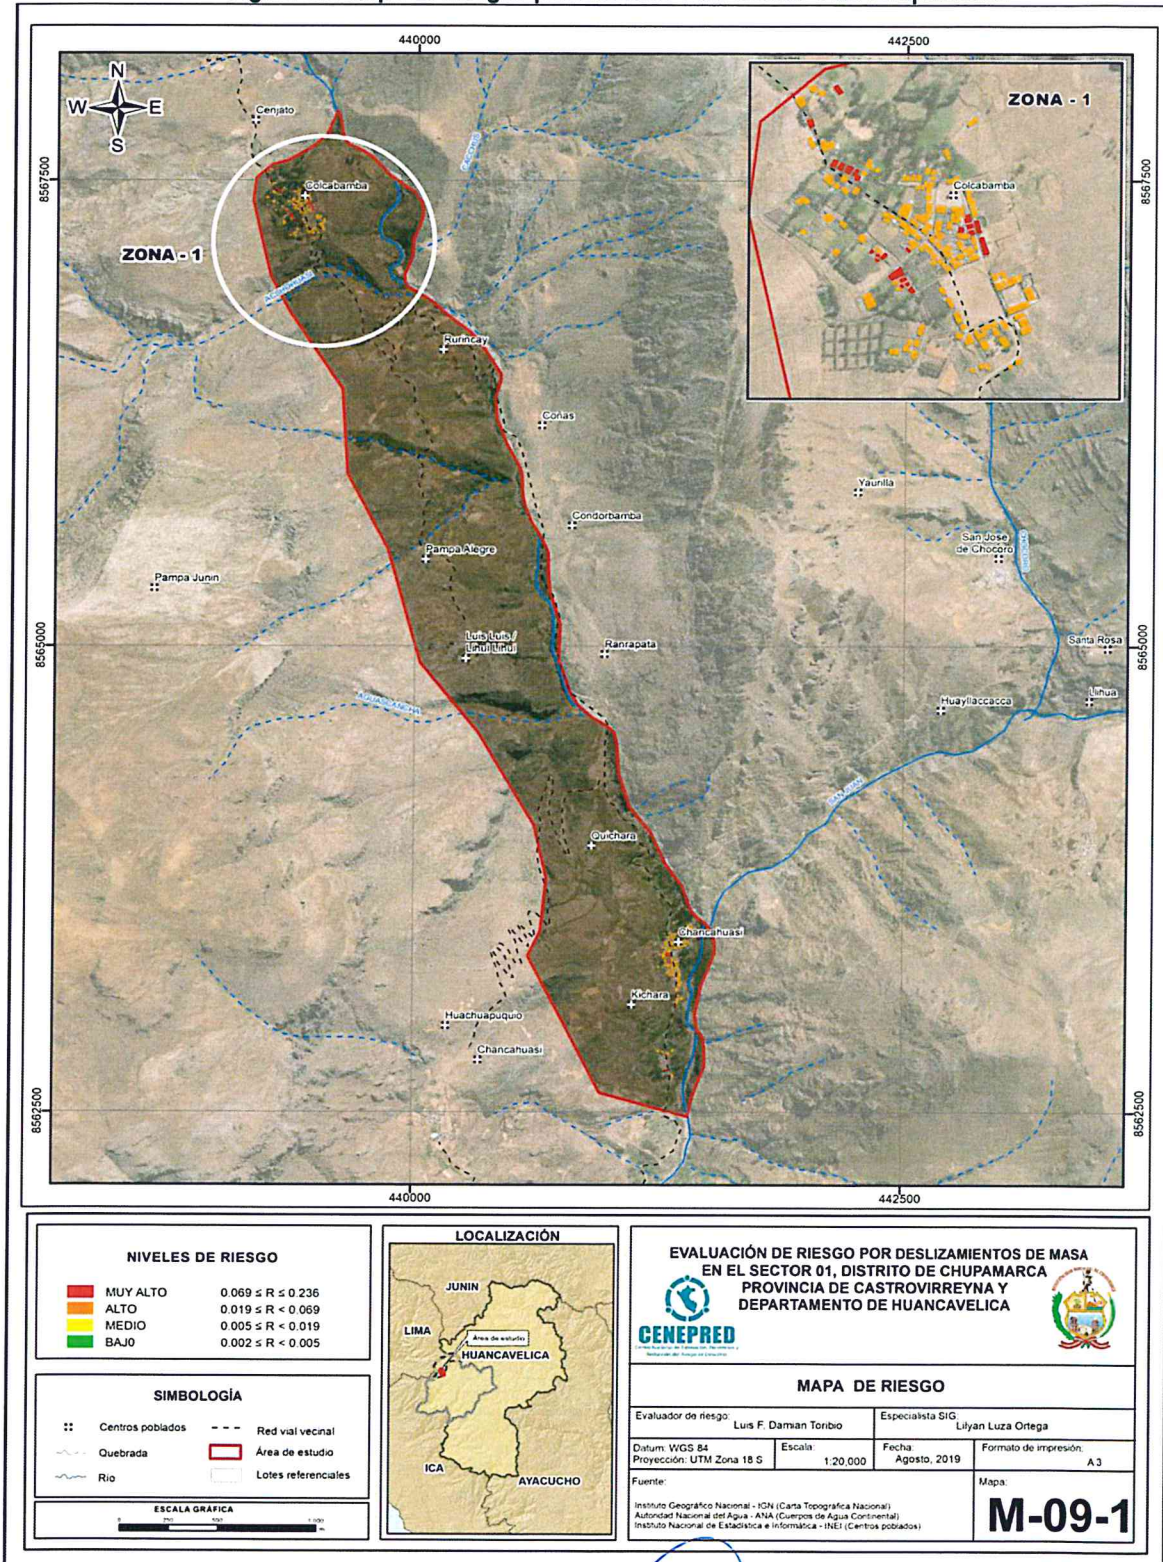 440000
442500
N
W E
S
Cenjato
ZONA - 1
CACCHOS
8567500
8567500
Colcabamba
Colcabamba
ZONA - 1
Rurincay
Coñas
Yaurilla
Condorbamba
San Jose
de Chocoro
Pampa Alegre
Pampa Junin
8565000
8565000
Luis Luis /
Lihul Lihul
Ranrapata
Santa Rosa
AGUASCANCHA
Huayllaccacca
Llihua
SAN JUAN
Quichara
Chancahuasi
Kichara
Huachuapuquio
Chancahuasi
8562500
8562500
440000
442500
NIVELES DE RIESGO
MUY ALTO 0.069 ≤ R ≤ 0.236
ALTO 0.019 ≤ R < 0.069
MEDIO 0.005 ≤ R < 0.019
BAJ0 0.002 ≤ R < 0.005
SIMBOLOGÍA
Centros poblados
Red vial vecinal
Quebrada
Área de estudio
Rio
Lotes referenciales
ESCALA GRÁFICA
LOCALIZACIÓN
JUNIN
LIMA
Área de estudio
HUANCAVELICA
ICA
AYACUCHO
EVALUACIÓN DE RIESGO POR DESLIZAMIENTOS DE MASA
EN EL SECTOR 01, DISTRITO DE CHUPAMARCA
PROVINCIA DE CASTROVIRREYNA Y
DEPARTAMENTO DE HUANCAVELICA
CENEPRED
MAPA DE RIESGO
Evaluador de riesgo:
Luis F. Damian Toribio
Especialista SIG:
Lilyan Luza Ortega
Datum: WGS 84
Proyección: UTM Zona 18 S
Escala:
1:20,000
Fecha:
Agosto, 2019
Formato de impresión:
A3
Fuente:
Instituto Geográfico Nacional - IGN (Carta Topográfica Nacional)
Autoridad Nacional del Agua - ANA (Cuerpos de Agua Continental)
Instituto Nacional de Estadística e Informática - INEI (Centros poblados)
Mapa:
M-09-1